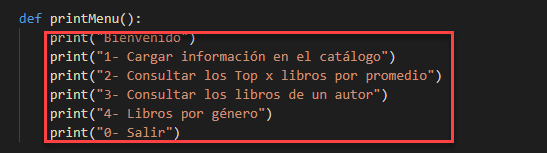 def printMenu():
print("Bienvenido")
print("1- Cargar información en el catálogo")
print("2- Consultar los Top x libros por promedio")
print("3- Consultar los libros de un autor")
print("4- Libros por género")
print("0- Salir")